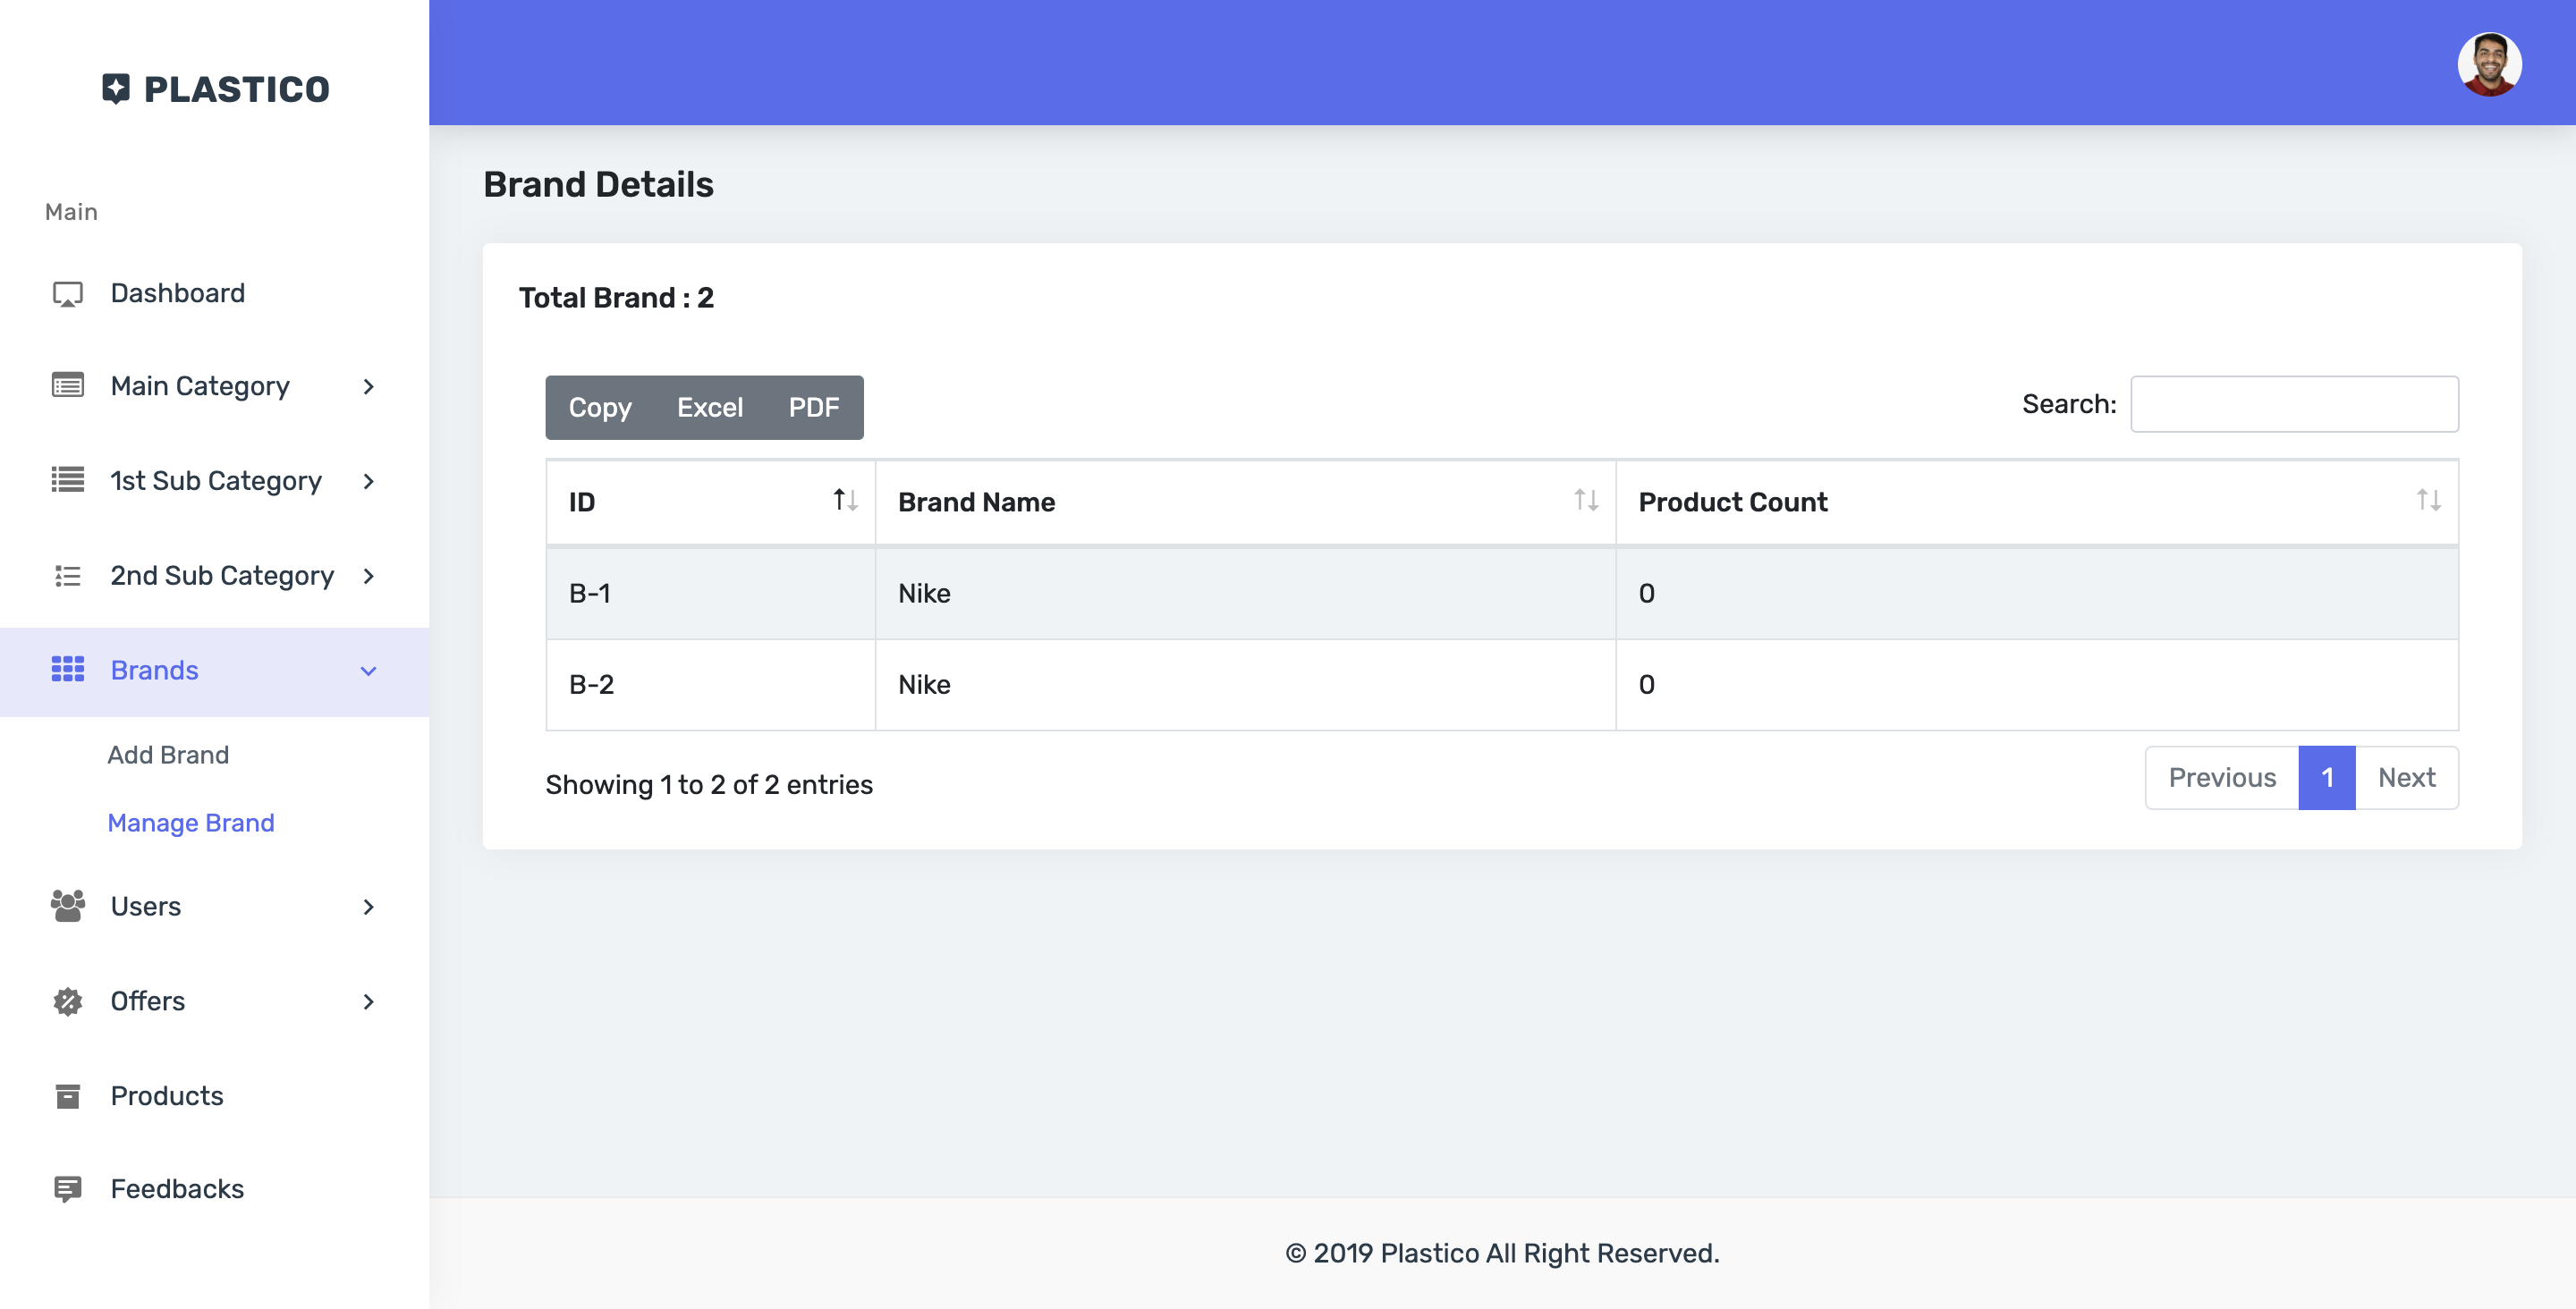 PLASTICO
Main
Dashboard
Main Category
1st Sub Category
2nd Sub Category
Brands
Add Brand
Manage Brand
Users
Offers
Products
Feedbacks
Brand Details
Total Brand : 2
Copy Excel PDF
Search:
ID Brand Name Product Count
B-1 Nike 0
B-2 Nike 0
Showing 1 to 2 of 2 entries
Previous 1 Next
© 2019 Plastico All Right Reserved.